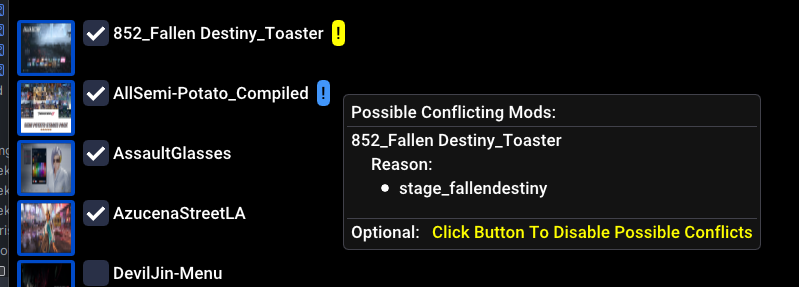 852_Fallen Destiny_Toaster !
AllSemi-Potato_Compiled !
Possible Conflicting Mods:
852_Fallen Destiny_Toaster
Reason:
stage_fallendestiny
AssaultGlasses
AzucenaStreetLA
Optional: Click Button To Disable Possible Conflicts
DevilJin-Menu